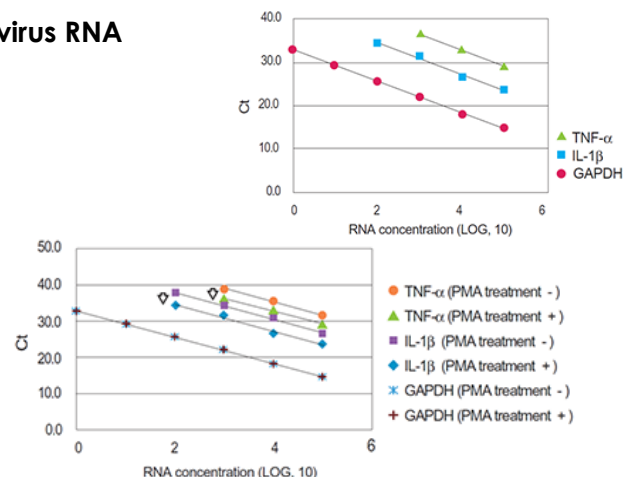 virus RNA
40.0
30.0
20.0
10.0
0.0
Ct
0 2 4 6
RNA concentration (LOG, 10)
TNF-α
IL-1β
GAPDH
50.0
40.0
30.0
20.0
10.0
0.0
Ct
0 2 4 6
RNA concentration (LOG, 10)
TNF-α (PMA treatment - )
TNF-α (PMA treatment + )
IL-1β (PMA treatment - )
IL-1β (PMA treatment + )
GAPDH (PMA treatment - )
GAPDH (PMA treatment + )